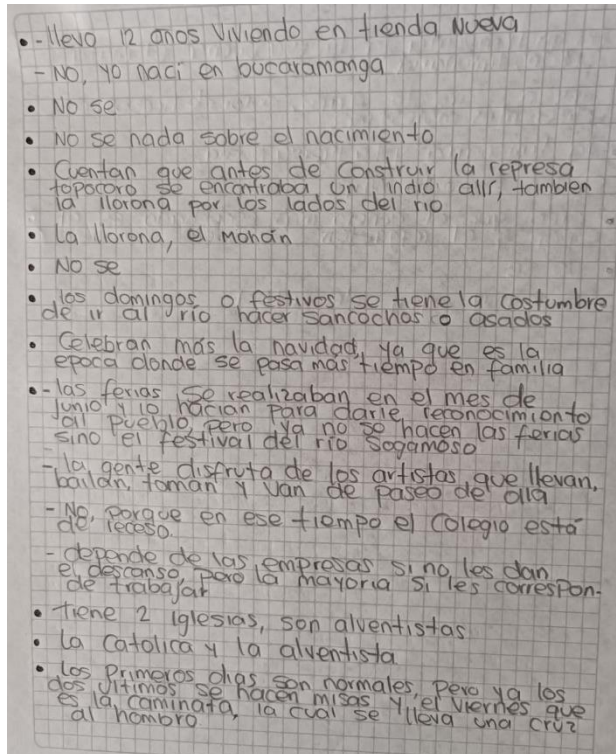 •-llevo 12 anos viviendo en tienda Nueva
- No, yo naci en bucaramanga
• No se
• No se nada sobre el nacimiento
• Cuentan que antes de construir la represa
topocoro se encontraba un indio allí, tambien
la llorona por los lados del rio
• La llorona, el Mohán
• No se
• los domingos o festivos se tiene la costumbre
de ir al río hacer sancochos o asados
• Celebran más la navidad, ya que es la
epoca donde se pasa más tiempo en familia
•-las ferias se realizaban en el mes de
junio y lo hacian para darle reconocimiento
al pueblo, pero ya no se hacen las ferias
sino el festival del rio Sogamoso
- la gente disfruta de los artistas que llevan,
bailan, toman y van de paseo de olla
- No, porque en ese tiempo el colegio está
de receso.
- depende de las empresas si no les dan
el descanso, pero la mayoria si les correspon-
de trabajar
• tiene 2 iglesias, son alventistas
• La catolica y la alventista
• los primeros dias son normales, pero ya los
dos ultimos se hacen misas y el viernes que
es la caminata, la cual se lleva una cruz
al hombro